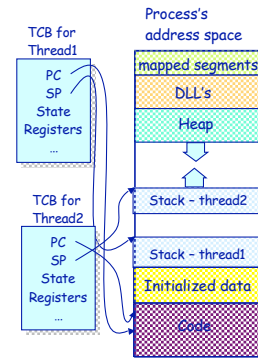 TCB for
Thread1
PC
SP
State
Registers
...
TCB for
Thread2
PC
SP
State
Registers
...
Process's
address space
mapped segments
DLL's
Heap
Stack – thread2
Stack – thread1
Initialized data
Code